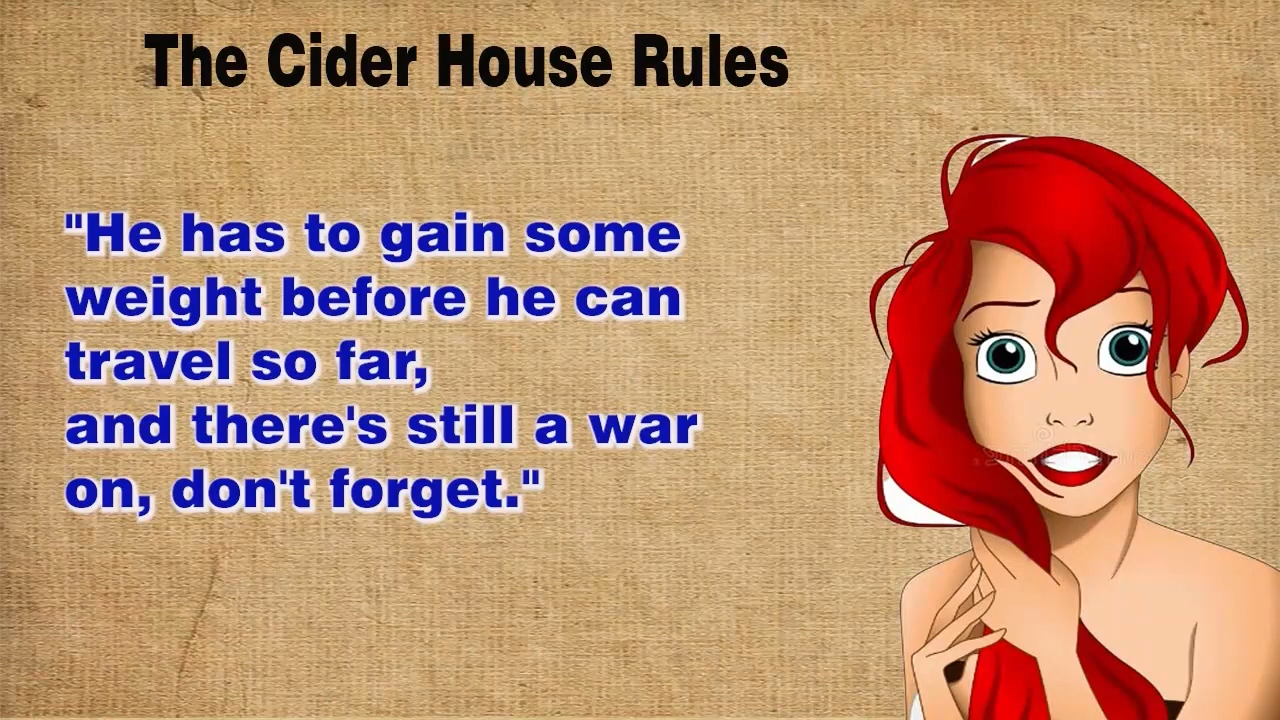 The Cider House Rules
"He has to gain some
weight before he can
travel so far,
and there's still a war
on, don't forget."